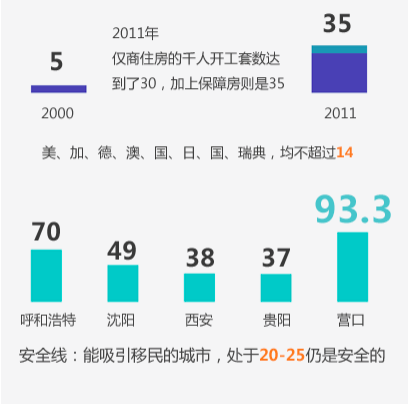 2011年
仅商住房的千人开工套数达
到了30，加上保障房则是35
5
35
2000
2011
美、加、德、澳、国、日、国、瑞典，均不超过14
70
49
38
37
93.3
呼和浩特
沈阳
西安
贵阳
营口
安全线：能吸引移民的城市，处于20-25仍是安全的